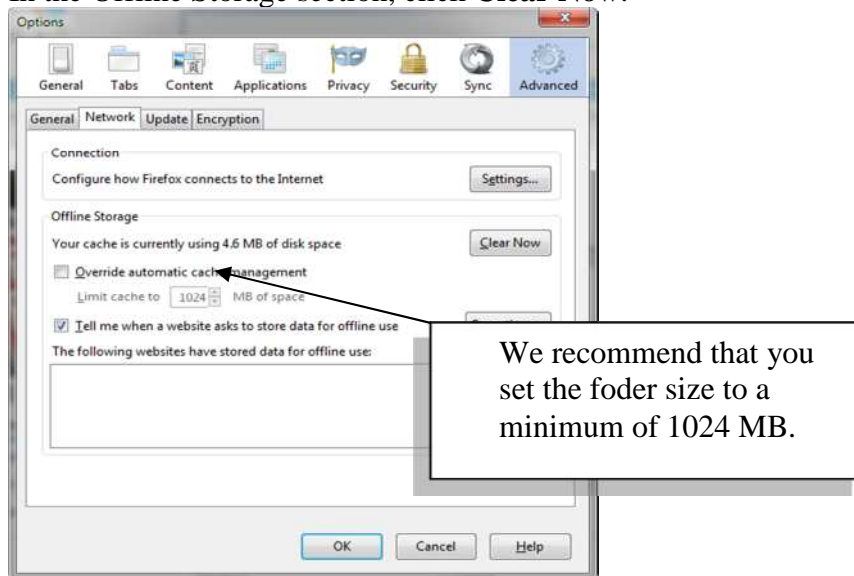 In the Offline Storage section, click Clear Now.
Options
General Tabs Content Applications Privacy Security Sync Advanced
General Network Update Encryption
Connection
Configure how Firefox connects to the Internet Settings...
Offline Storage
Your cache is currently using 4.6 MB of disk space Clear Now
Override automatic cache management
Limit cache to 1024 MB of space
Tell me when a website asks to store data for offline use
The following websites have stored data for offline use:
We recommend that you
set the foder size to a
minimum of 1024 MB.
OK Cancel Help